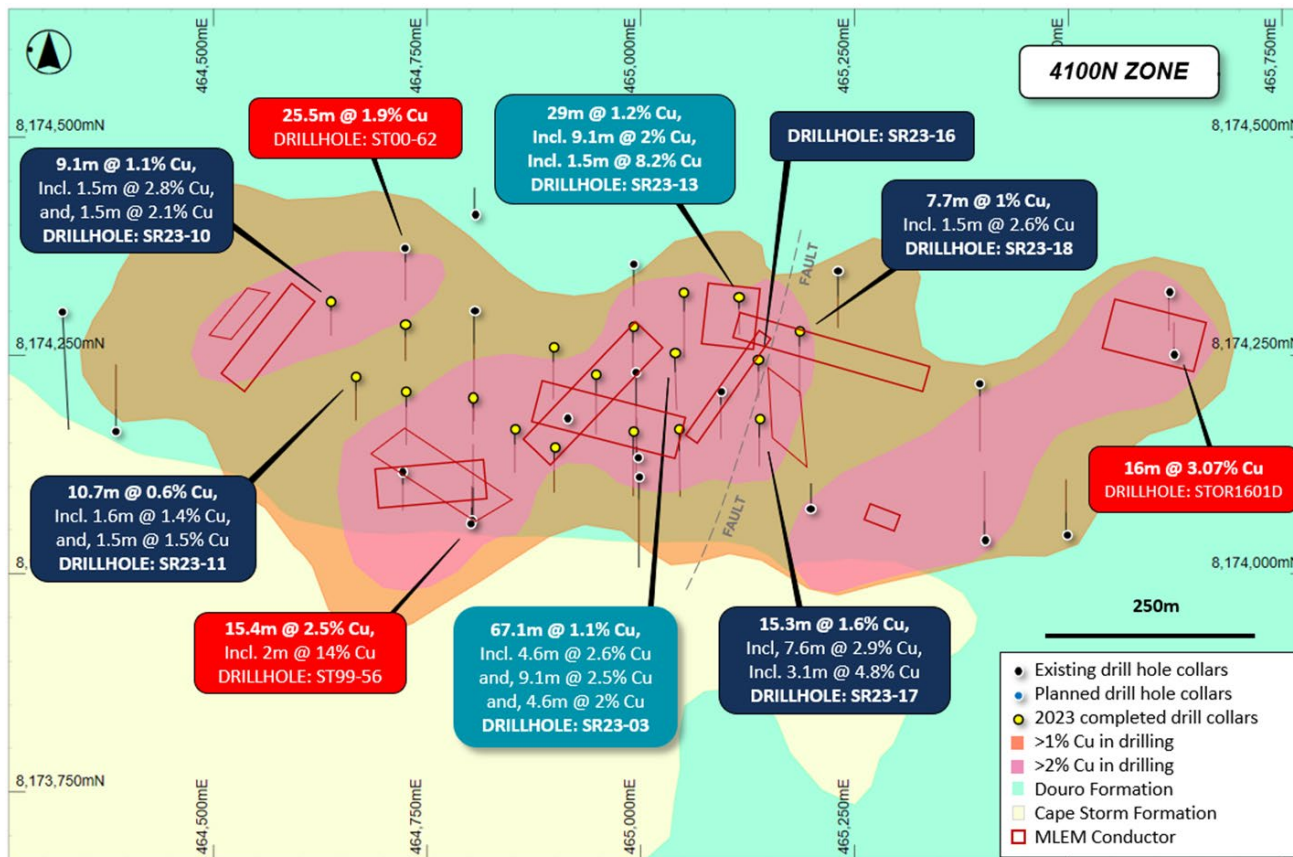 464,500mE
464,750mE
465,000mE
465,250mE
465,750mE
4100N ZONE
8,174,500mN
8,174,500mN
25.5m @ 1.9% Cu
DRILLHOLE: ST00-62
29m @ 1.2% Cu,
Incl. 9.1m @ 2% Cu,
Incl. 1.5m @ 8.2% Cu
DRILLHOLE: SR23-13
DRILLHOLE: SR23-16
9.1m @ 1.1% Cu,
Incl. 1.5m @ 2.8% Cu,
and, 1.5m @ 2.1% Cu
DRILLHOLE: SR23-10
7.7m @ 1% Cu,
Incl. 1.5m @ 2.6% Cu
DRILLHOLE: SR23-18
FAULT
8,174,250mN
8,174,250mN
16m @ 3.07% Cu
DRILLHOLE: STOR1601D
10.7m @ 0.6% Cu,
Incl. 1.6m @ 1.4% Cu,
and, 1.5m @ 1.5% Cu
DRILLHOLE: SR23-11
FAULT
8,
8,174,000mN
15.4m @ 2.5% Cu,
Incl. 2m @ 14% Cu
DRILLHOLE: ST99-56
67.1m @ 1.1% Cu,
Incl. 4.6m @ 2.6% Cu
and, 9.1m @ 2.5% Cu
and, 4.6m @ 2% Cu
DRILLHOLE: SR23-03
15.3m @ 1.6% Cu,
Incl, 7.6m @ 2.9% Cu,
Incl. 3.1m @ 4.8% Cu
DRILLHOLE: SR23-17
250m
Existing drill hole collars
Planned drill hole collars
2023 completed drill collars
>1% Cu in drilling
>2% Cu in drilling
Douro Formation
Cape Storm Formation
MLEM Conductor
8,173,750mN
464,500mE
464,750mE
465,000mE
465,250mE